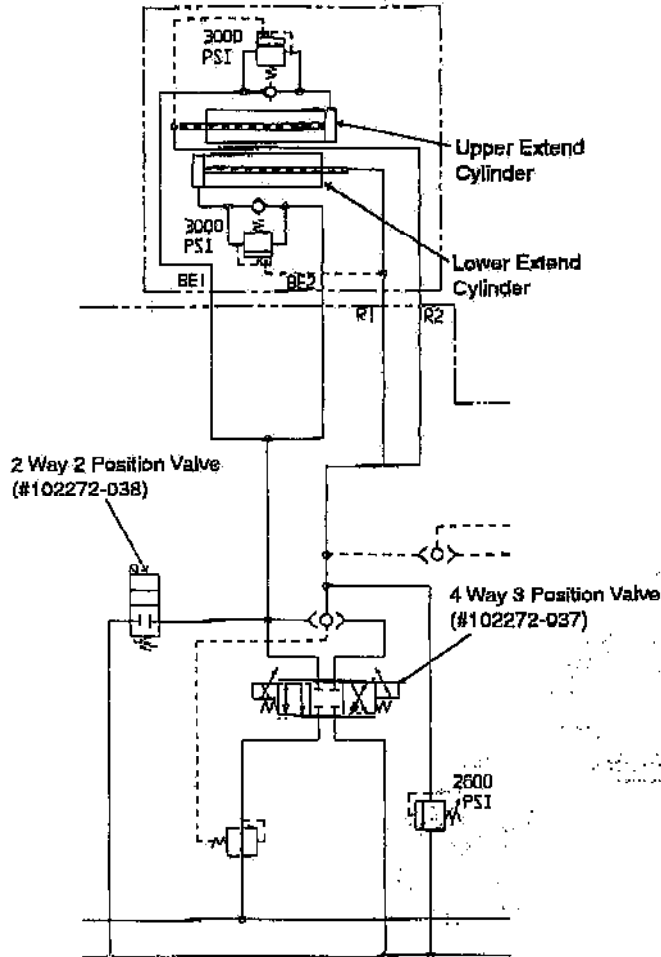 3000
PSI
Upper Extend
Cylinder
3000
PSI
Lower Extend
Cylinder
BE1
BE2
R1
R2
2 Way 2 Position Valve
(#102272-038)
4 Way 3 Position Valve
(#102272-037)
2600
PSI